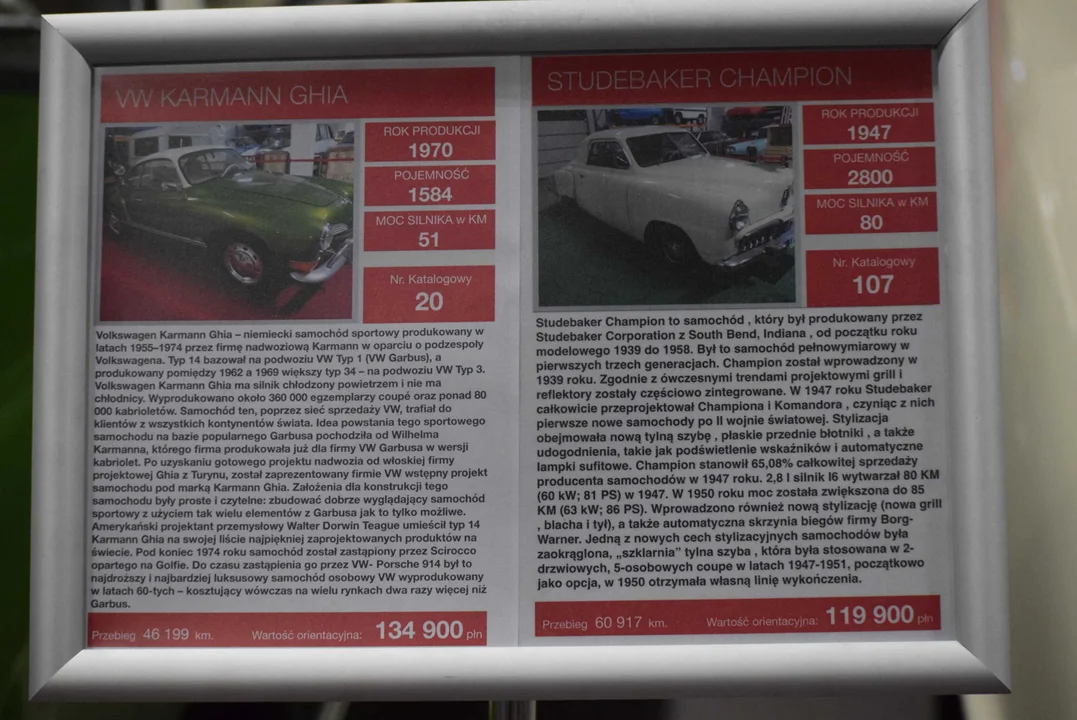 VW KARMANN GHIA
ROK PRODUKCJI
1970
POJEMNOŚĆ
1584
MOC SILNIKA w KM
51
Nr. Katalogowy
20
Volkswagen Karmann Ghia – niemiecki samochód sportowy produkowany w
latach 1955–1974 przez firmę nadwoziową Karmann w oparciu o podzespoły
Volkswagena. Typ 14 bazował na podwoziu VW Typ 1 (VW Garbus), a
produkowany pomiędzy 1962 a 1969 większy typ 34 – na podwoziu VW Typ 3.
Volkswagen Karmann Ghia ma silnik chłodzony powietrzem i nie ma
chłodnicy. Wyprodukowano około 360 000 egzemplarzy coupé oraz ponad 80
000 kabrioletów. Samochód ten, poprzez sieć sprzedaży VW, trafiał do
klientów z wszystkich kontynentów świata. Idea powstania tego sportowego
samochodu na bazie popularnego Garbusa pochodziła od Wilhelma
Karmanna, którego firma produkowała już dla firmy VW Garbusa w wersji
kabriolet. Po uzyskaniu gotowego projektu nadwozia od włoskiej firmy
projektowej Ghia z Turynu, został zaprezentowany firmie VW wstępny projekt
samochodu pod marką Karmann Ghia. Założenia dla konstrukcji tego
samochodu były proste i czytelne: zbudować dobrze wyglądający samochód
sportowy z użyciem tak wielu elementów z Garbusa jak to tylko możliwe.
Amerykański projektant przemysłowy Walter Dorwin Teague umieścił typ 14
Karmann Ghia na swojej liście najpiękniej zaprojektowanych produktów na
świecie. Pod koniec 1974 roku samochód został zastąpiony przez Scirocco
opartego na Golfie. Do czasu zastąpienia go przez VW- Porsche 914 był to
najdroższy i najbardziej luksusowy samochód osobowy VW wyprodukowany
w latach 60-tych – kosztujący wówczas na wielu rynkach dwa razy więcej niż
Garbus.
Przebieg 46 199 km. Wartość orientacyjna: 134 900 pln
STUDEBAKER CHAMPION
ROK PRODUKCJI
1947
POJEMNOŚĆ
2800
MOC SILNIKA w KM
80
Nr. Katalogowy
107
Studebaker Champion to samochód , który był produkowany przez
Studebaker Corporation z South Bend, Indiana , od początku roku
modelowego 1939 do 1958. Był to samochód pełnowymiarowy w
pierwszych trzech generacjach. Champion został wprowadzony w
1939 roku. Zgodnie z ówczesnymi trendami projektowymi grill i
reflektory zostały częściowo zintegrowane. W 1947 roku Studebaker
całkowicie przeprojektował Championa i Komandora , czyniąc z nich
pierwsze nowe samochody po II wojnie światowej. Stylizacja
obejmowała nową tylną szybę , płaskie przednie błotniki , a także
udogodnienia, takie jak podświetlenie wskaźników i automatyczne
lampki sufitowe. Champion stanowił 65,08% całkowitej sprzedaży
producenta samochodów w 1947 roku. 2,8 l silnik I6 wytwarzał 80 KM
(60 kW; 81 PS) w 1947. W 1950 roku moc została zwiększona do 85
KM (63 kW; 86 PS). Wprowadzono również nową stylizację (nowa grill
, blacha i tył), a także automatyczna skrzynia biegów firmy Borg-
Warner. Jedną z nowych cech stylizacyjnych samochodów była
zaokrąglona, „szklarnia” tylna szyba , która była stosowana w 2-
drzwiowych, 5-osobowych coupe w latach 1947-1951, początkowo
jako opcja, w 1950 otrzymała własną linię wykończenia.
Przebieg 60 917 km. Wartość orientacyjna: 119 900 pln